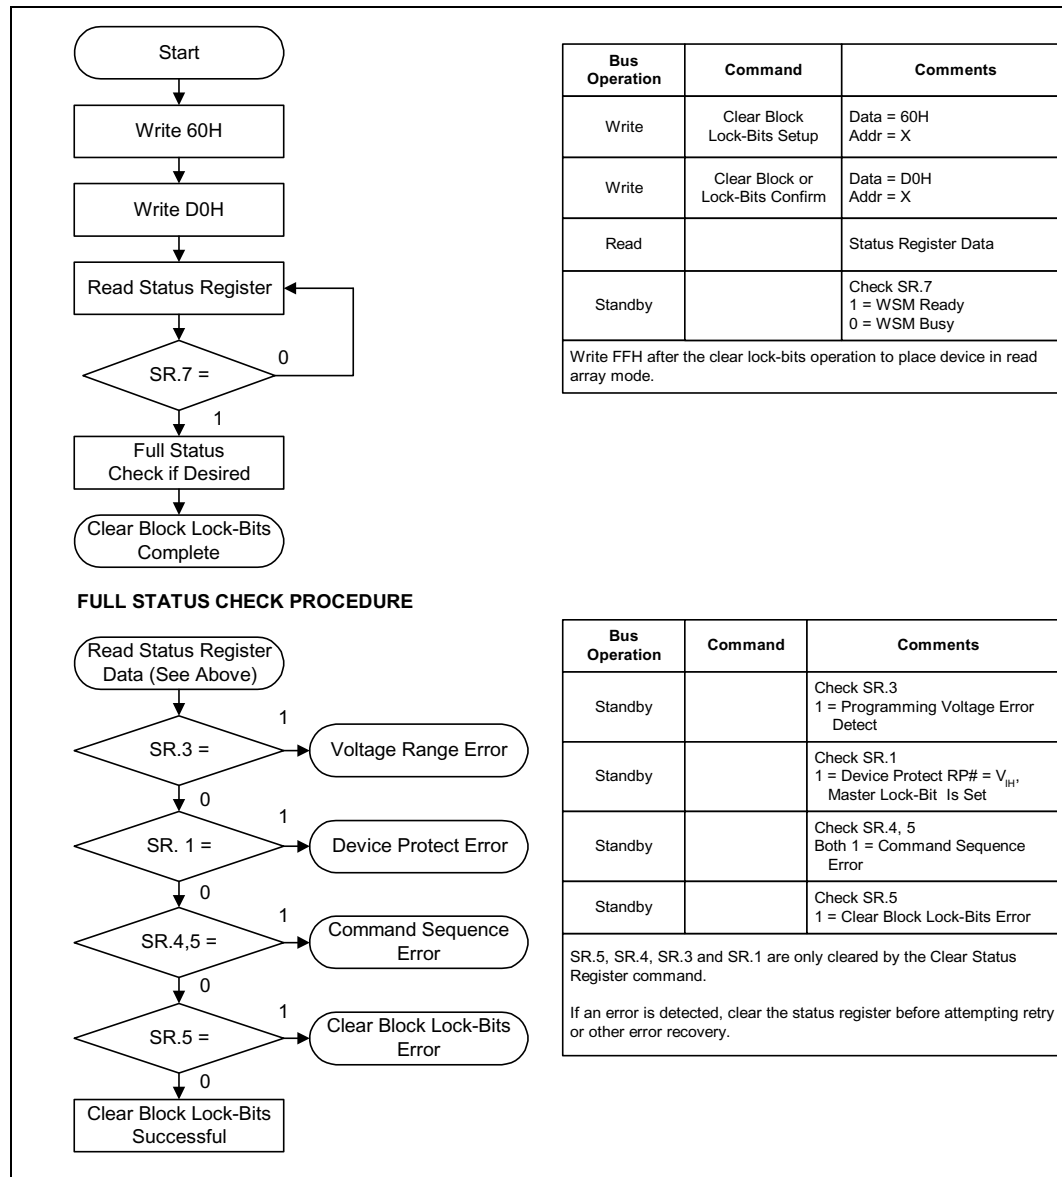 Start
Write 60H
Write D0H
Read Status Register
SR.7 =
0
1
Full Status
Check if Desired
Clear Block Lock-Bits
Complete
Bus
Operation
Command
Comments
Write
Clear Block
Lock-Bits Setup
Data = 60H
Addr = X
Write
Clear Block or
Lock-Bits Confirm
Data = D0H
Addr = X
Read
Status Register Data
Standby
Check SR.7
1 = WSM Ready
0 = WSM Busy
Write FFH after the clear lock-bits operation to place device in read
array mode.
FULL STATUS CHECK PROCEDURE
Read Status Register
Data (See Above)
SR.3 =
1
Voltage Range Error
0
SR. 1 =
1
Device Protect Error
0
SR.4,5 =
1
Command Sequence
Error
0
SR.5 =
1
Clear Block Lock-Bits
Error
0
Clear Block Lock-Bits
Successful
Bus
Operation
Command
Comments
Standby
Check SR.3
1 = Programming Voltage Error
Detect
Standby
Check SR.1
1 = Device Protect RP# = VIH,
Master Lock-Bit Is Set
Standby
Check SR.4, 5
Both 1 = Command Sequence
Error
Standby
Check SR.5
1 = Clear Block Lock-Bits Error
SR.5, SR.4, SR.3 and SR.1 are only cleared by the Clear Status
Register command.
If an error is detected, clear the status register before attempting retry
or other error recovery.